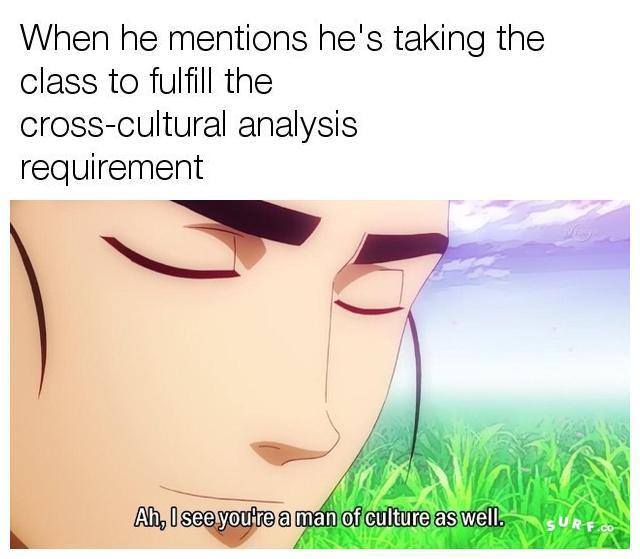 When he mentions he's taking the
class to fulfill the
cross-cultural analysis
requirement
Ah, I see you're a man of culture as well.
SURF.co